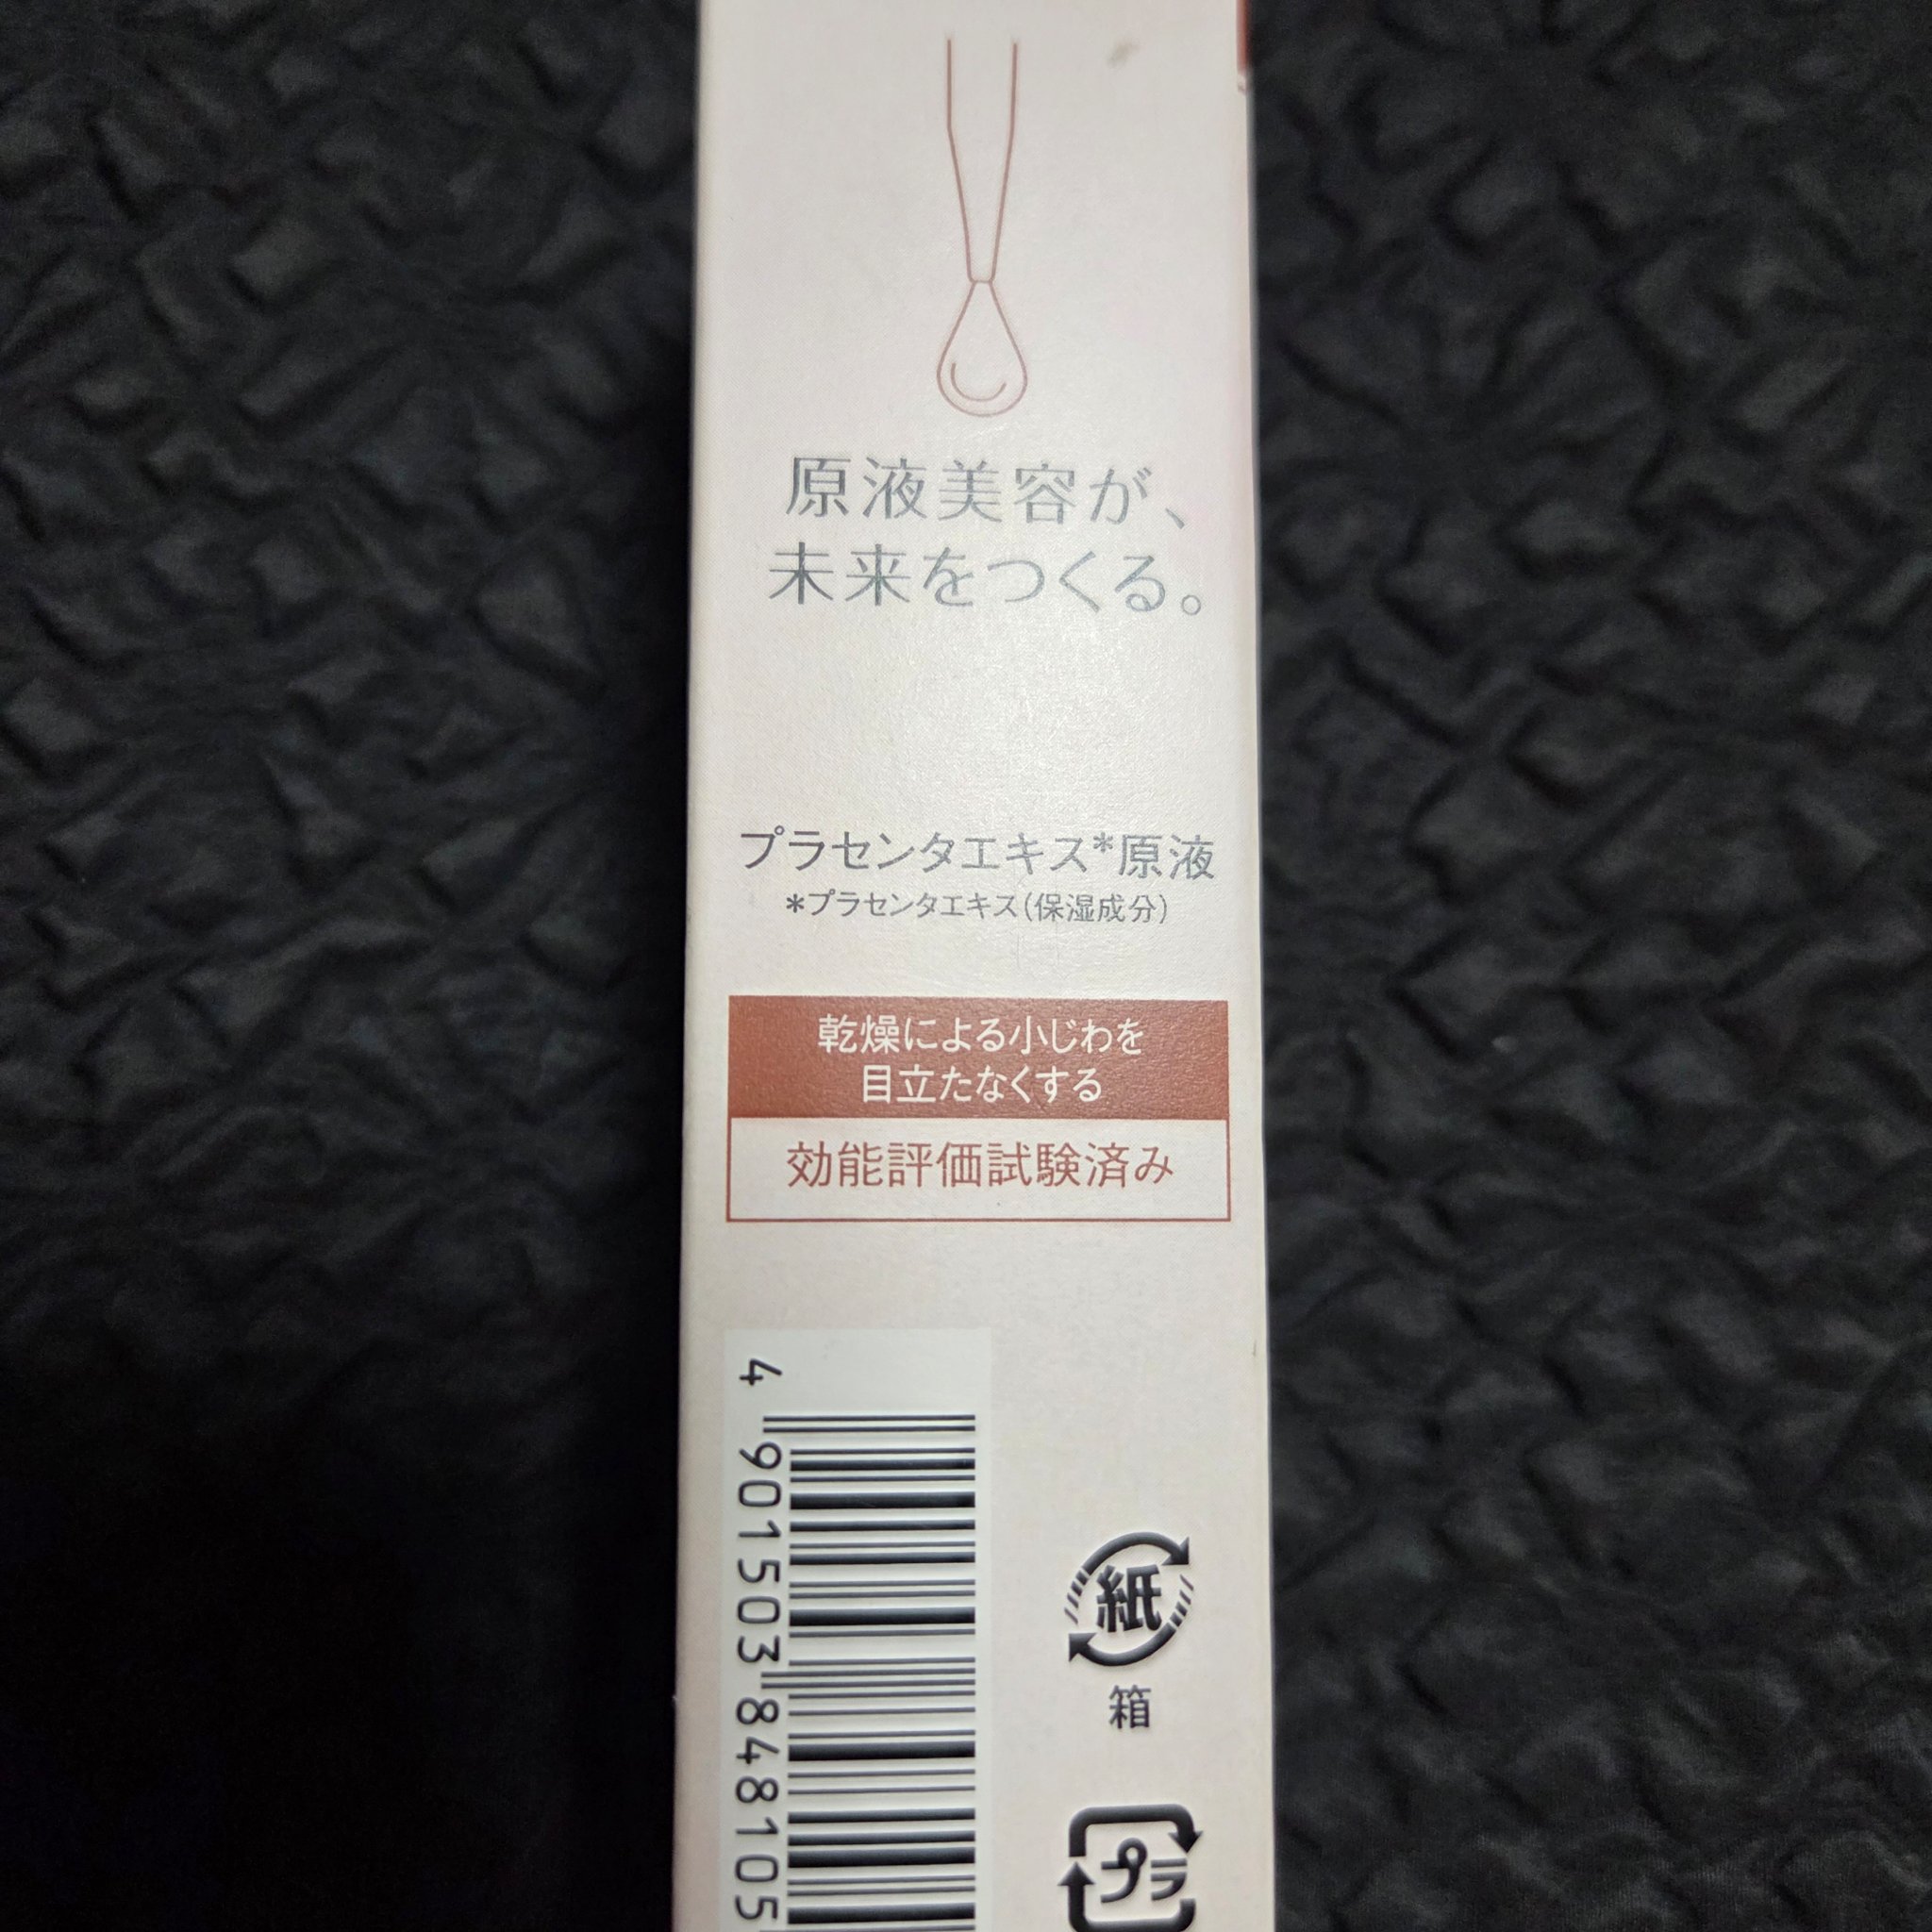 原液美容が、
未来をつくる。
プラセンタエキス*原液
*プラセンタエキス(保湿成分)
乾燥による小じわを
目立たなくする
効能評価試験済み
4 901503 848105
紙
箱
プラ